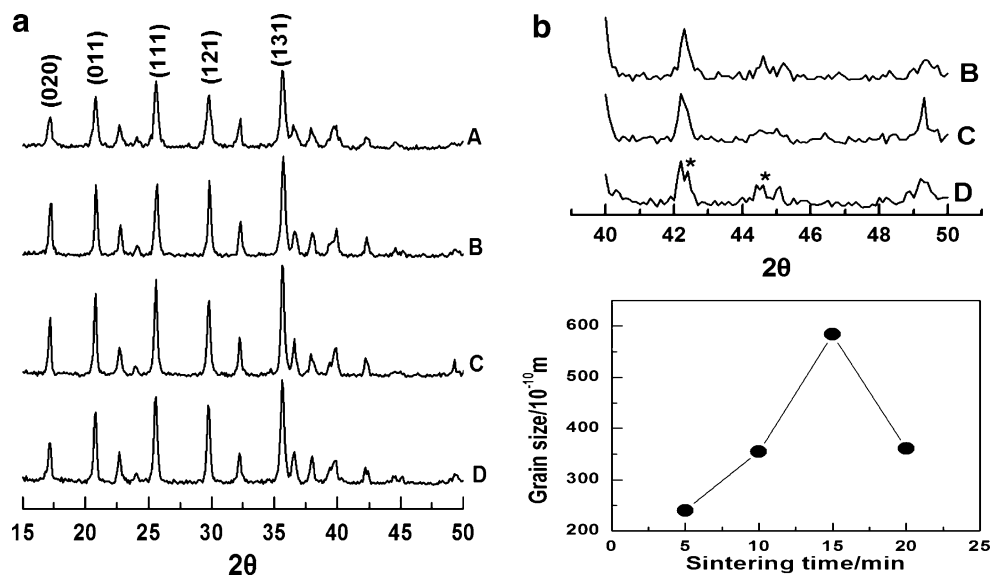 a
(020)
(011)
(111)
(121)
(131)
A
B
C
D
15 20 25 30 35 40 45 50
2θ
b
B
C
* *
D
40 42 44 46 48 50
2θ
600
500
400
300
200
Grain size/10⁻¹⁰m
0 5 10 15 20 25
Sintering time/min